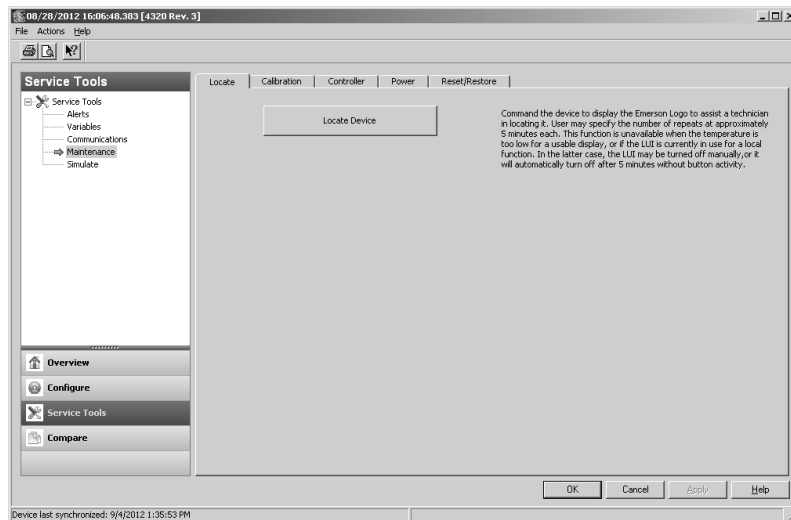 08/28/2012 16:06:48.383 [4320 Rev. 3]
File Actions Help
Service Tools
Service Tools
Alerts
Variables
Communications
Maintenance
Simulate
Overview
Configure
Service Tools
Compare
Locate Calibration Controller Power Reset/Restore
Locate Device
Command the device to display the Emerson Logo to assist a technician
in locating it. User may specify the number of repeats at approximately
5 minutes each. This function is unavailable when the temperature is
too low for a usable display, or if the LUI is currently in use for a local
function. In the latter case, the LUI may be turned off manually,or it
will automatically turn off after 5 minutes without button activity.
OK Cancel Apply Help
Device last synchronized: 9/4/2012 1:35:53 PM